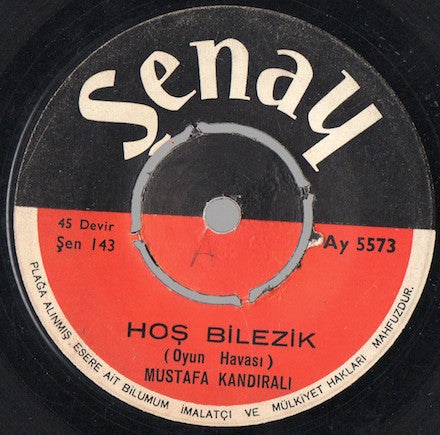 Şenay
45 Devir
Şen 143
Ay 5573
A
HOŞ BİLEZİK
(Oyun Havası)
MUSTAFA KANDIRALI
PLAĞA ALINMIŞ ESERE AİT BİLUMUM İMALATÇI VE MÜLKİYET HAKLARI MAHFUZDUR.